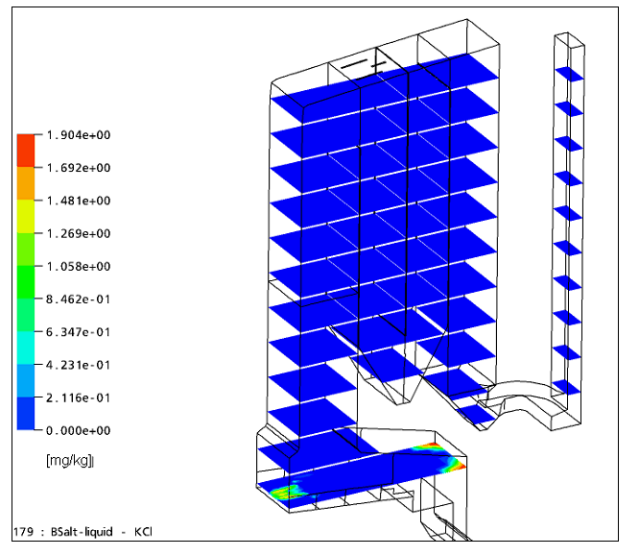 1.904e+00
1.692e+00
1.481e+00
1.269e+00
1.058e+00
8.462e-01
6.347e-01
4.231e-01
2.116e-01
0.000e+00
[mg/kg]
179 : BSalt-liquid - KCl